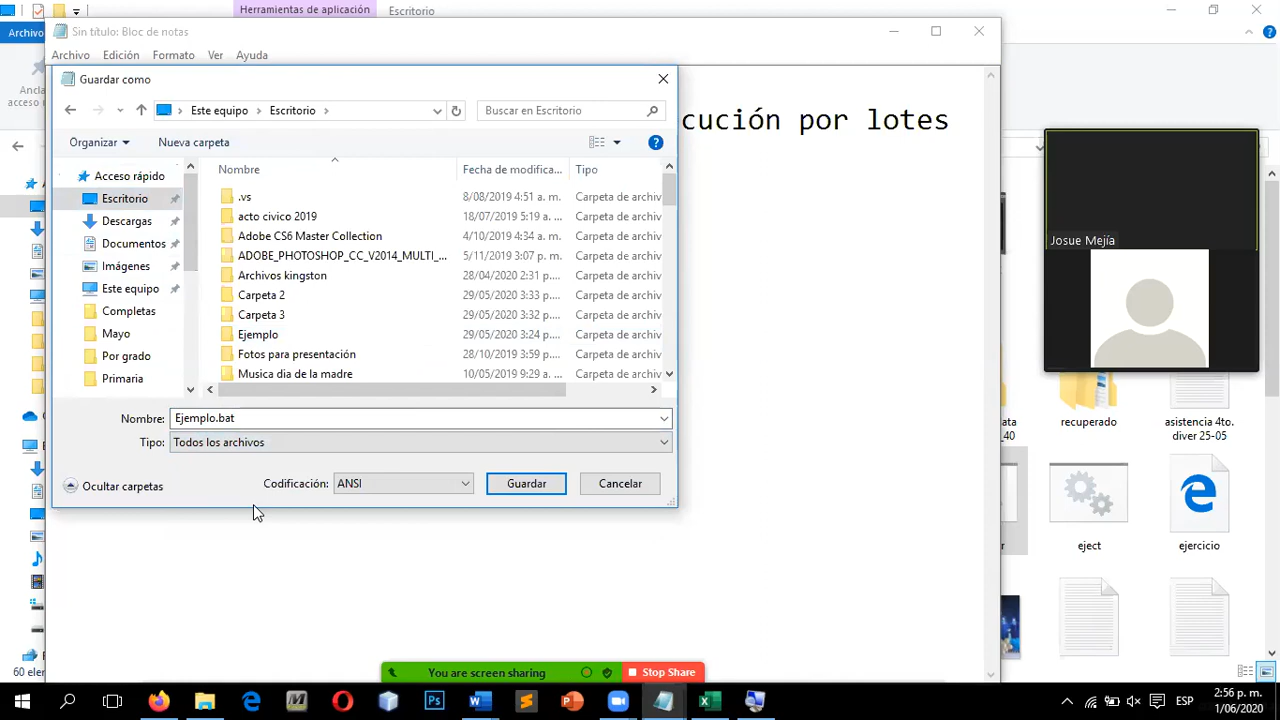 Herramientas de aplicación
Escritorio
Archivo
Sin título: Bloc de notas
Archivo Edición Formato Ver Ayuda
Guardar como
Este equipo > Escritorio >
Buscar en Escritorio
cución por lotes
Organizar
Nueva carpeta
Nombre Fecha de modifica... Tipo
Acceso rápido
Escritorio
Descargas
Documentos
Imágenes
Este equipo
Completas
Mayo
Por grado
Primaria
.vs 8/08/2019 4:51 a. m. Carpeta de archiv
acto civico 2019 18/07/2019 5:19 a. ... Carpeta de archiv
Adobe CS6 Master Collection 4/10/2019 4:34 a. m. Carpeta de archiv
ADOBE_PHOTOSHOP_CC_V2014_MULTI_... 5/11/2019 3:07 p. m. Carpeta de archiv
Archivos kingston 28/04/2020 2:31 p.... Carpeta de archiv
Carpeta 2 29/05/2020 3:33 p.... Carpeta de archiv
Carpeta 3 29/05/2020 3:32 p.... Carpeta de archiv
Ejemplo 29/05/2020 3:24 p.... Carpeta de archiv
Fotos para presentación 28/10/2019 3:59 p.... Carpeta de archiv
Musica dia de la madre 10/05/2019 9:29 a. ... Carpeta de archiv
Nombre: Ejemplo.bat
Tipo: Todos los archivos
Ocultar carpetas
Codificación: ANSI
Guardar
Cancelar
Josue Mejía
recuperado
asistencia 4to.
diver 25-05
eject
ejercicio
60 eler
You are screen sharing
Stop Share
ESP
2:56 p. m.
1/06/2020